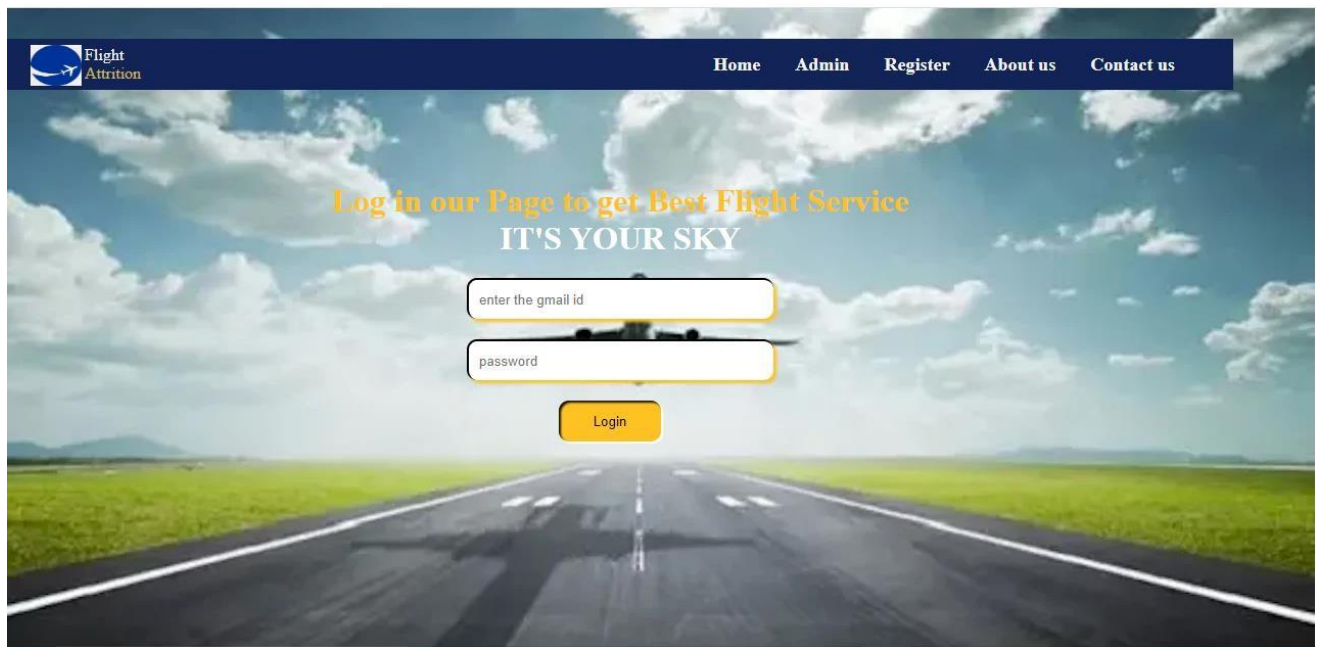 Flight
Attrition
Home Admin Register About us Contact us
Log in our Page to get Best Flight Service
IT'S YOUR SKY
enter the gmail id
password
Login